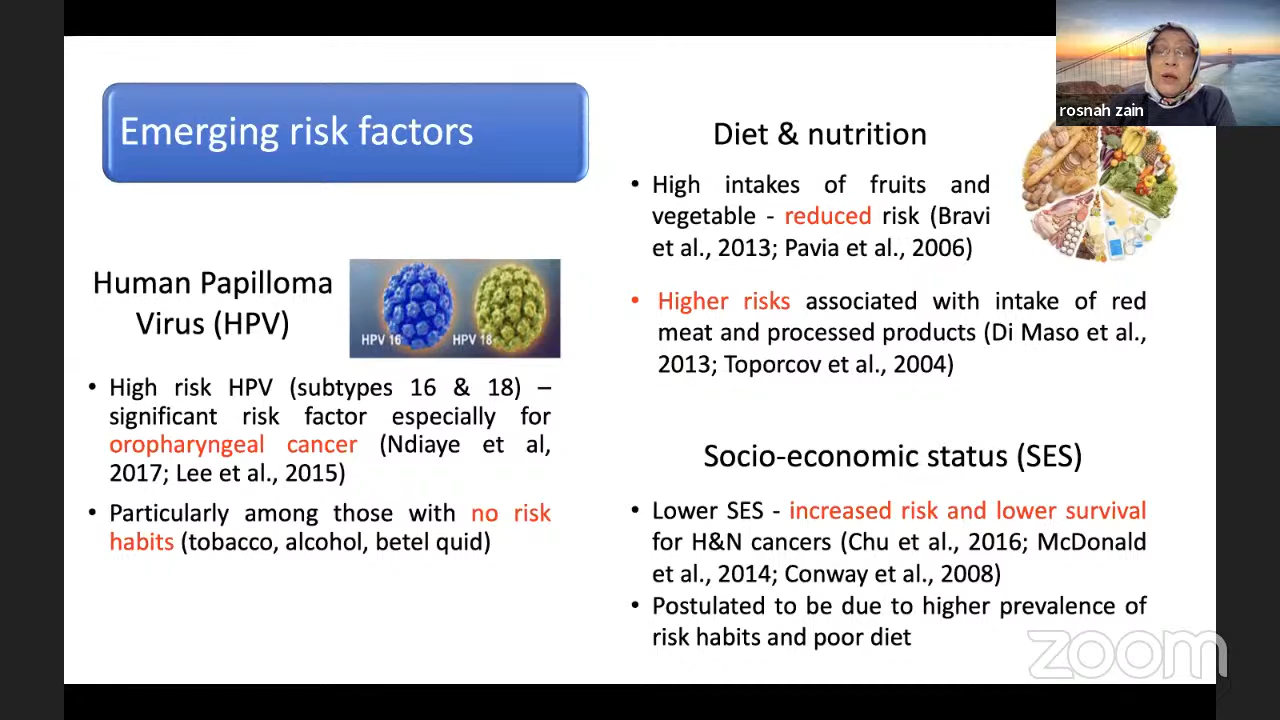 Emerging risk factors
Human Papilloma
Virus (HPV)
HPV 16
HPV 18
• High risk HPV (subtypes 16 & 18) –
significant risk factor especially for
oropharyngeal cancer (Ndiaye et al,
2017; Lee et al., 2015)
• Particularly among those with no risk
habits (tobacco, alcohol, betel quid)
rosnah zain
Diet & nutrition
• High intakes of fruits and
vegetable - reduced risk (Bravi
et al., 2013; Pavia et al., 2006)
• Higher risks associated with intake of red
meat and processed products (Di Maso et al.,
2013; Toporcov et al., 2004)
Socio-economic status (SES)
• Lower SES - increased risk and lower survival
for H&N cancers (Chu et al., 2016; McDonald
et al., 2014; Conway et al., 2008)
• Postulated to be due to higher prevalence of
risk habits and poor diet
zoom